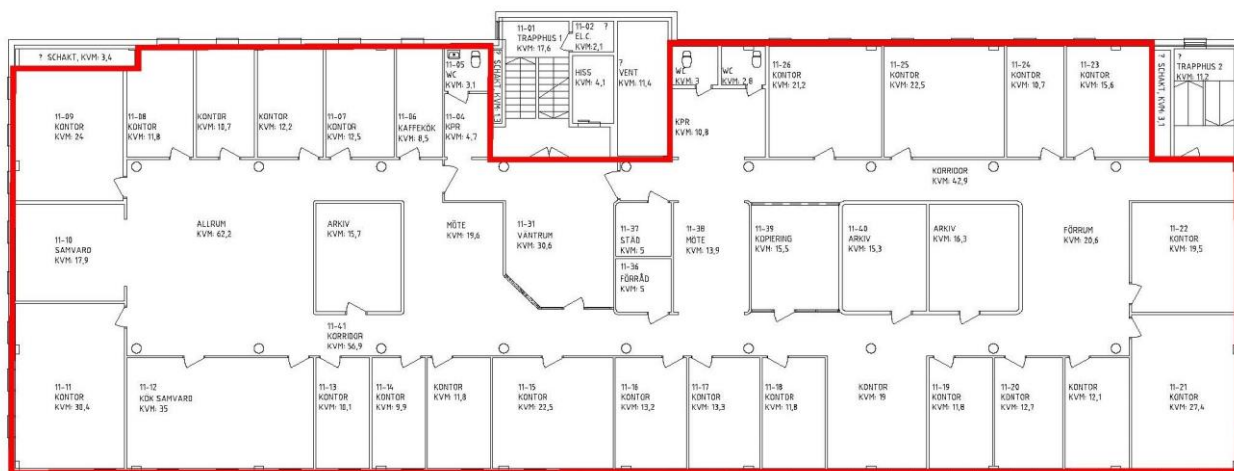 11-01
TRAPPHUS 1
KVM: 17,6
11-02 ?
EL.C.
KVM:2,1
? SCHAKT, KVM: 3,4
11-05
WC
KVM: 3,1
? SCHAKT, KVM: 1,3
HISS
KVM: 4,1
?
VENT
KVM: 11,4
WC
KVM: 3
WC
KVM: 2,8
11-26
KONTOR
KVM: 21,2
11-25
KONTOR
KVM: 22,5
11-24
KONTOR
KVM: 10,7
11-23
KONTOR
KVM: 15,6
? SCHAKT, KVM: 3,1
?
TRAPPHUS 2
KVM: 11,2
11-09
KONTOR
KVM: 24
11-08
KONTOR
KVM: 11,8
KONTOR
KVM: 10,7
KONTOR
KVM: 12,2
11-07
KONTOR
KVM: 12,5
11-06
KAFFEKÖK
KVM: 8,5
11-04
KPR
KVM: 4,7
KPR
KVM: 10,8
KORRIDOR
KVM: 42,9
11-10
SAMVARO
KVM: 17,9
ALLRUM
KVM: 62,2
ARKIV
KVM: 15,7
MÖTE
KVM: 19,6
11-31
VÄNTRUM
KVM: 30,6
11-37
STÄD
KVM: 5
11-38
MÖTE
KVM: 13,9
11-39
KOPIERING
KVM: 15,5
11-40
ARKIV
KVM: 15,3
ARKIV
KVM: 16,3
FÖRRUM
KVM: 20,6
11-22
KONTOR
KVM: 19,5
11-36
FÖRRÅD
KVM: 5
11-41
KORRIDOR
KVM: 56,9
11-11
KONTOR
KVM: 30,4
11-12
KÖK SAMVARO
KVM: 35
11-13
KONTOR
KVM: 10,1
11-14
KONTOR
KVM: 9,9
KONTOR
KVM: 11,8
11-15
KONTOR
KVM: 22,5
11-16
KONTOR
KVM: 13,2
11-17
KONTOR
KVM: 13,3
11-18
KONTOR
KVM: 11,8
KONTOR
KVM: 19
11-19
KONTOR
KVM: 11,8
11-20
KONTOR
KVM: 12,7
KONTOR
KVM: 12,1
11-21
KONTOR
KVM: 27,4